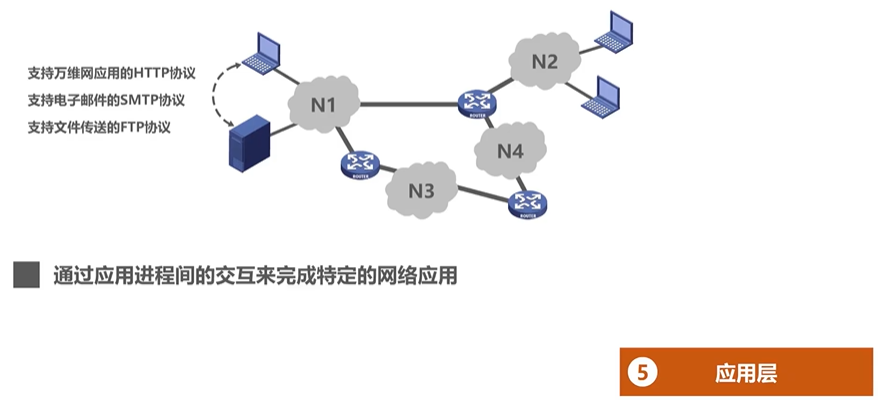 支持万维网应用的HTTP协议
支持电子邮件的SMTP协议
支持文件传送的FTP协议
N1
N2
ROUTER
N4
ROUTER
N3
ROUTER
通过应用进程间的交互来完成特定的网络应用
5 应用层